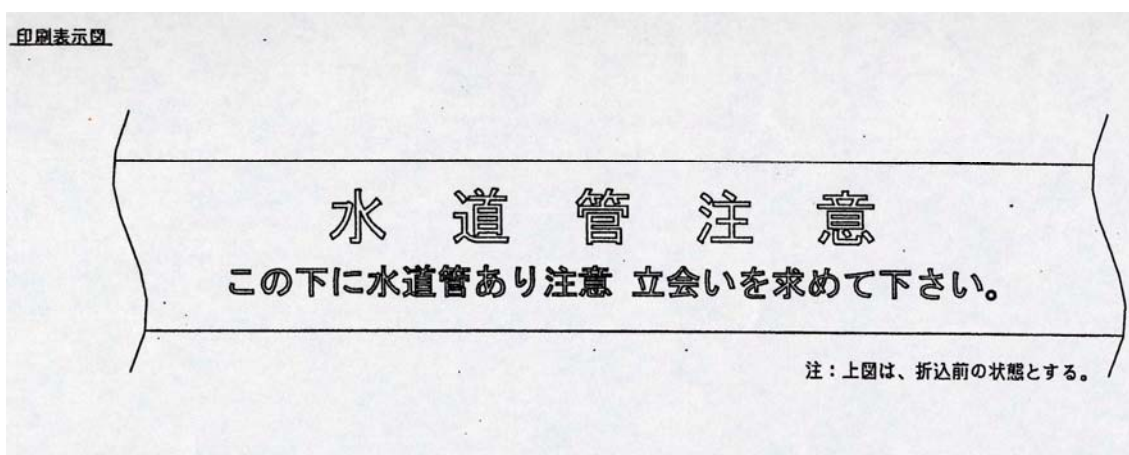 印刷表示図
水道管注意
この下に水道管あり注意 立会いを求めて下さい。
注：上図は、折込前の状態とする。